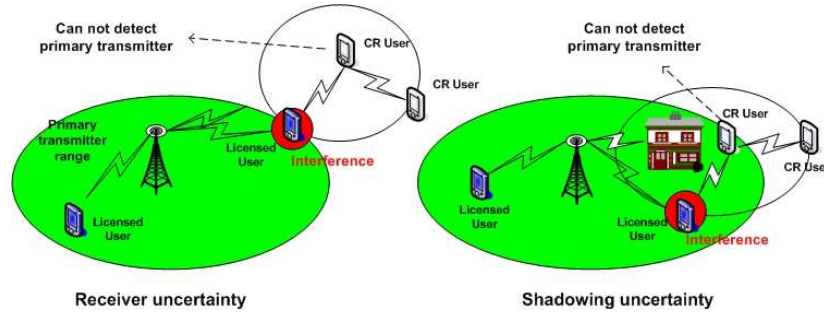 Can not detect
primary transmitter
CR User
CR User
Primary
transmitter
range
Licensed
User
Interference
Licensed
User
Receiver uncertainty
Can not detect
primary transmitter
CR User
CR User
Licensed
User
Licensed
User
Interference
Shadowing uncertainty